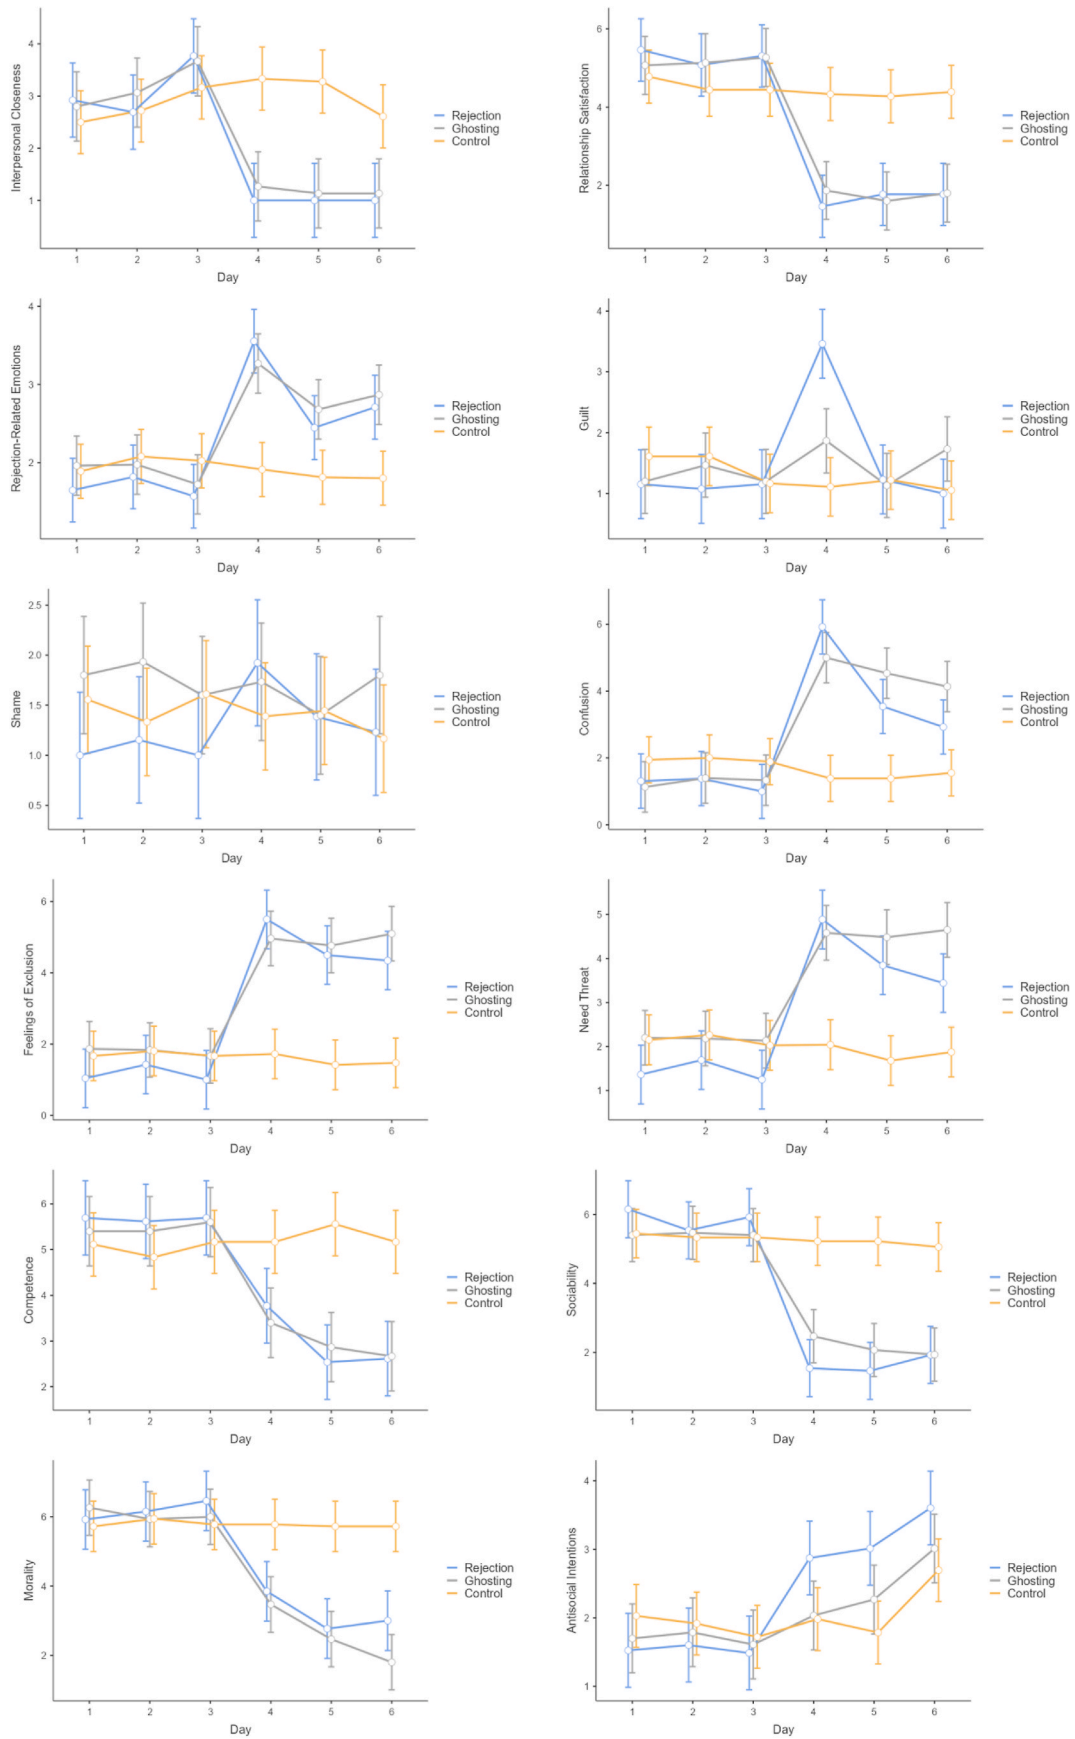 Interpersonal Closeness
4
3
2
1
1 2 3 4 5 6
Day
Rejection
Ghosting
Control
Relationship Satisfaction
6
4
2
1 2 3 4 5 6
Day
Rejection
Ghosting
Control
Rejection-Related Emotions
4
3
2
1 2 3 4 5 6
Day
Rejection
Ghosting
Control
Guilt
4
3
2
1
1 2 3 4 5 6
Day
Rejection
Ghosting
Control
Shame
2.5
2.0
1.5
1.0
0.5
1 2 3 4 5 6
Day
Rejection
Ghosting
Control
Confusion
6
4
2
0
1 2 3 4 5 6
Day
Rejection
Ghosting
Control
Feelings of Exclusion
6
4
2
0
1 2 3 4 5 6
Day
Rejection
Ghosting
Control
Need Threat
5
4
3
2
1
1 2 3 4 5 6
Day
Rejection
Ghosting
Control
Competence
6
5
4
3
2
1 2 3 4 5 6
Day
Rejection
Ghosting
Control
Sociability
6
4
2
1 2 3 4 5 6
Day
Rejection
Ghosting
Control
Morality
6
4
2
1 2 3 4 5 6
Day
Rejection
Ghosting
Control
Antisocial Intentions
4
3
2
1
1 2 3 4 5 6
Day
Rejection
Ghosting
Control